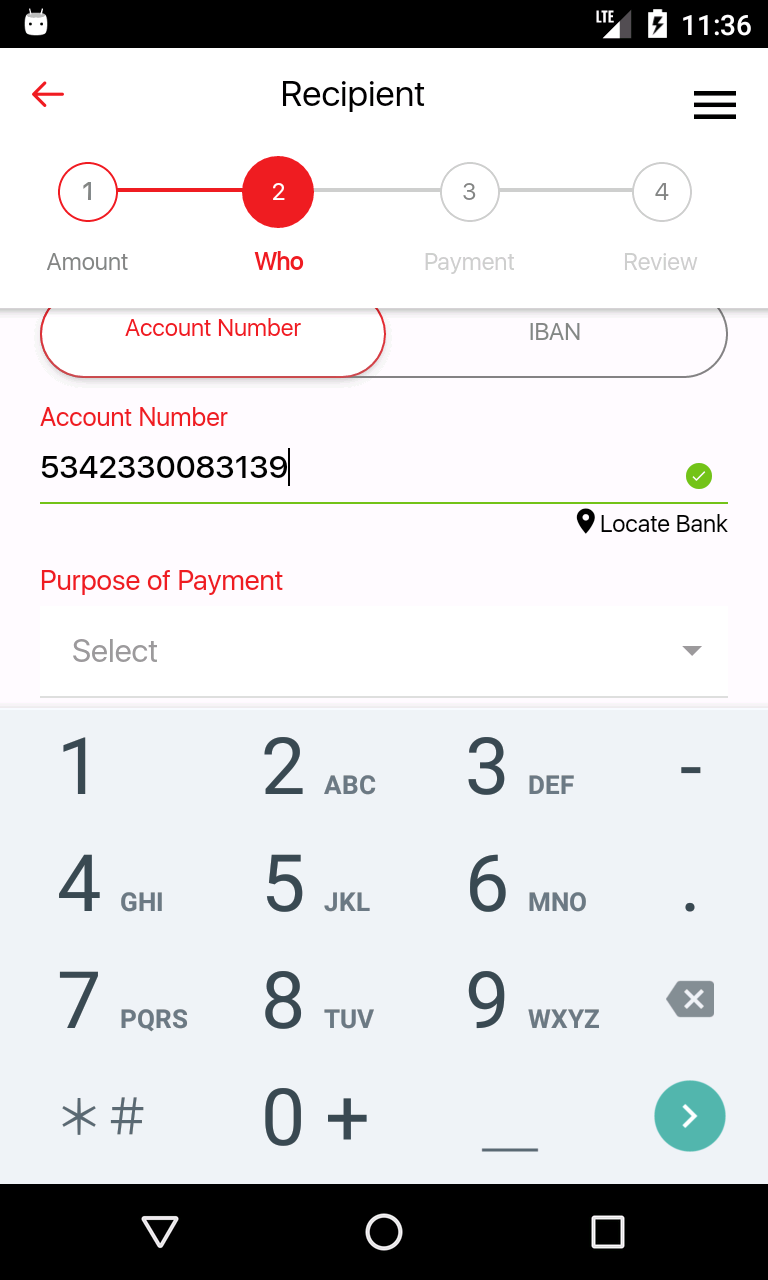 LTE 11:36
Recipient
1 2 3 4
Amount Who Payment Review
Account Number IBAN
Account Number
5342330083139
Locate Bank
Purpose of Payment
Select
1 2 ABC 3 DEF -
4 GHI 5 JKL 6 MNO .
7 PQRS 8 TUV 9 WXYZ
*# 0 + _